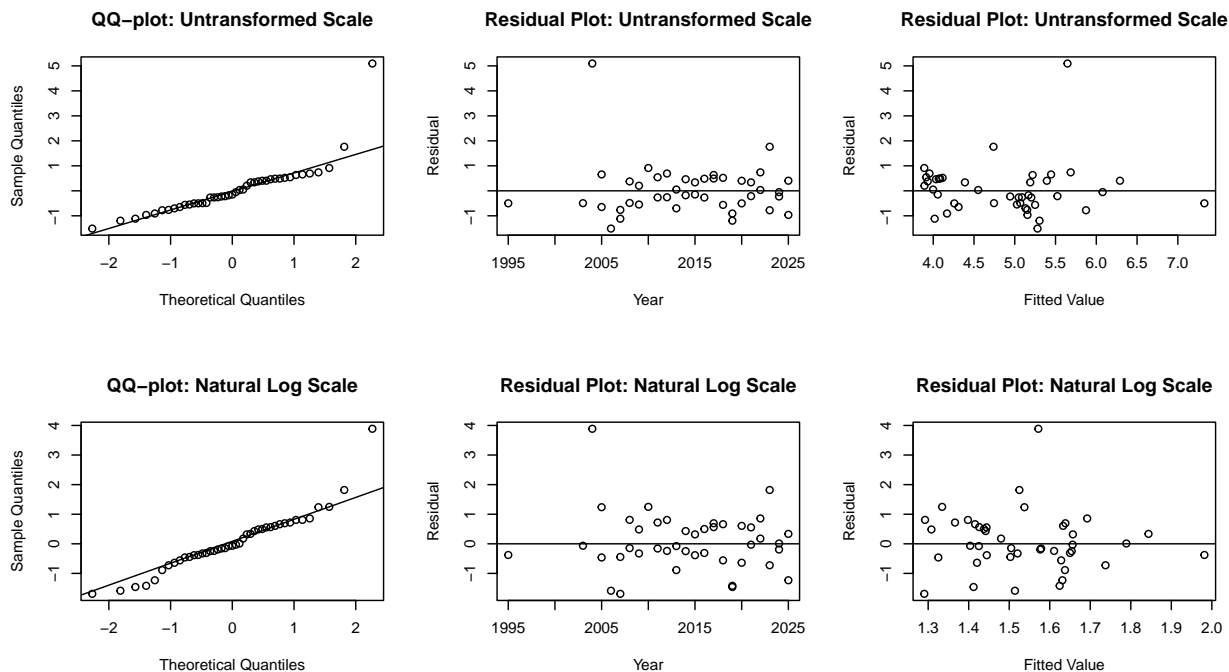 QQ−plot: Untransformed Scale
Sample Quantiles
−1 1 2 3 4 5
−2 −1 0 1 2
Theoretical Quantiles
Residual Plot: Untransformed Scale
Residual
−1 1 2 3 4 5
1995 2005 2015 2025
Year
Residual Plot: Untransformed Scale
Residual
−1 1 2 3 4 5
4.0 4.5 5.0 5.5 6.0 6.5 7.0
Fitted Value
QQ−plot: Natural Log Scale
Sample Quantiles
−1 0 1 2 3 4
−2 −1 0 1 2
Theoretical Quantiles
Residual Plot: Natural Log Scale
Residual
−1 0 1 2 3 4
1995 2005 2015 2025
Year
Residual Plot: Natural Log Scale
Residual
−1 0 1 2 3 4
1.3 1.4 1.5 1.6 1.7 1.8 1.9 2.0
Fitted Value